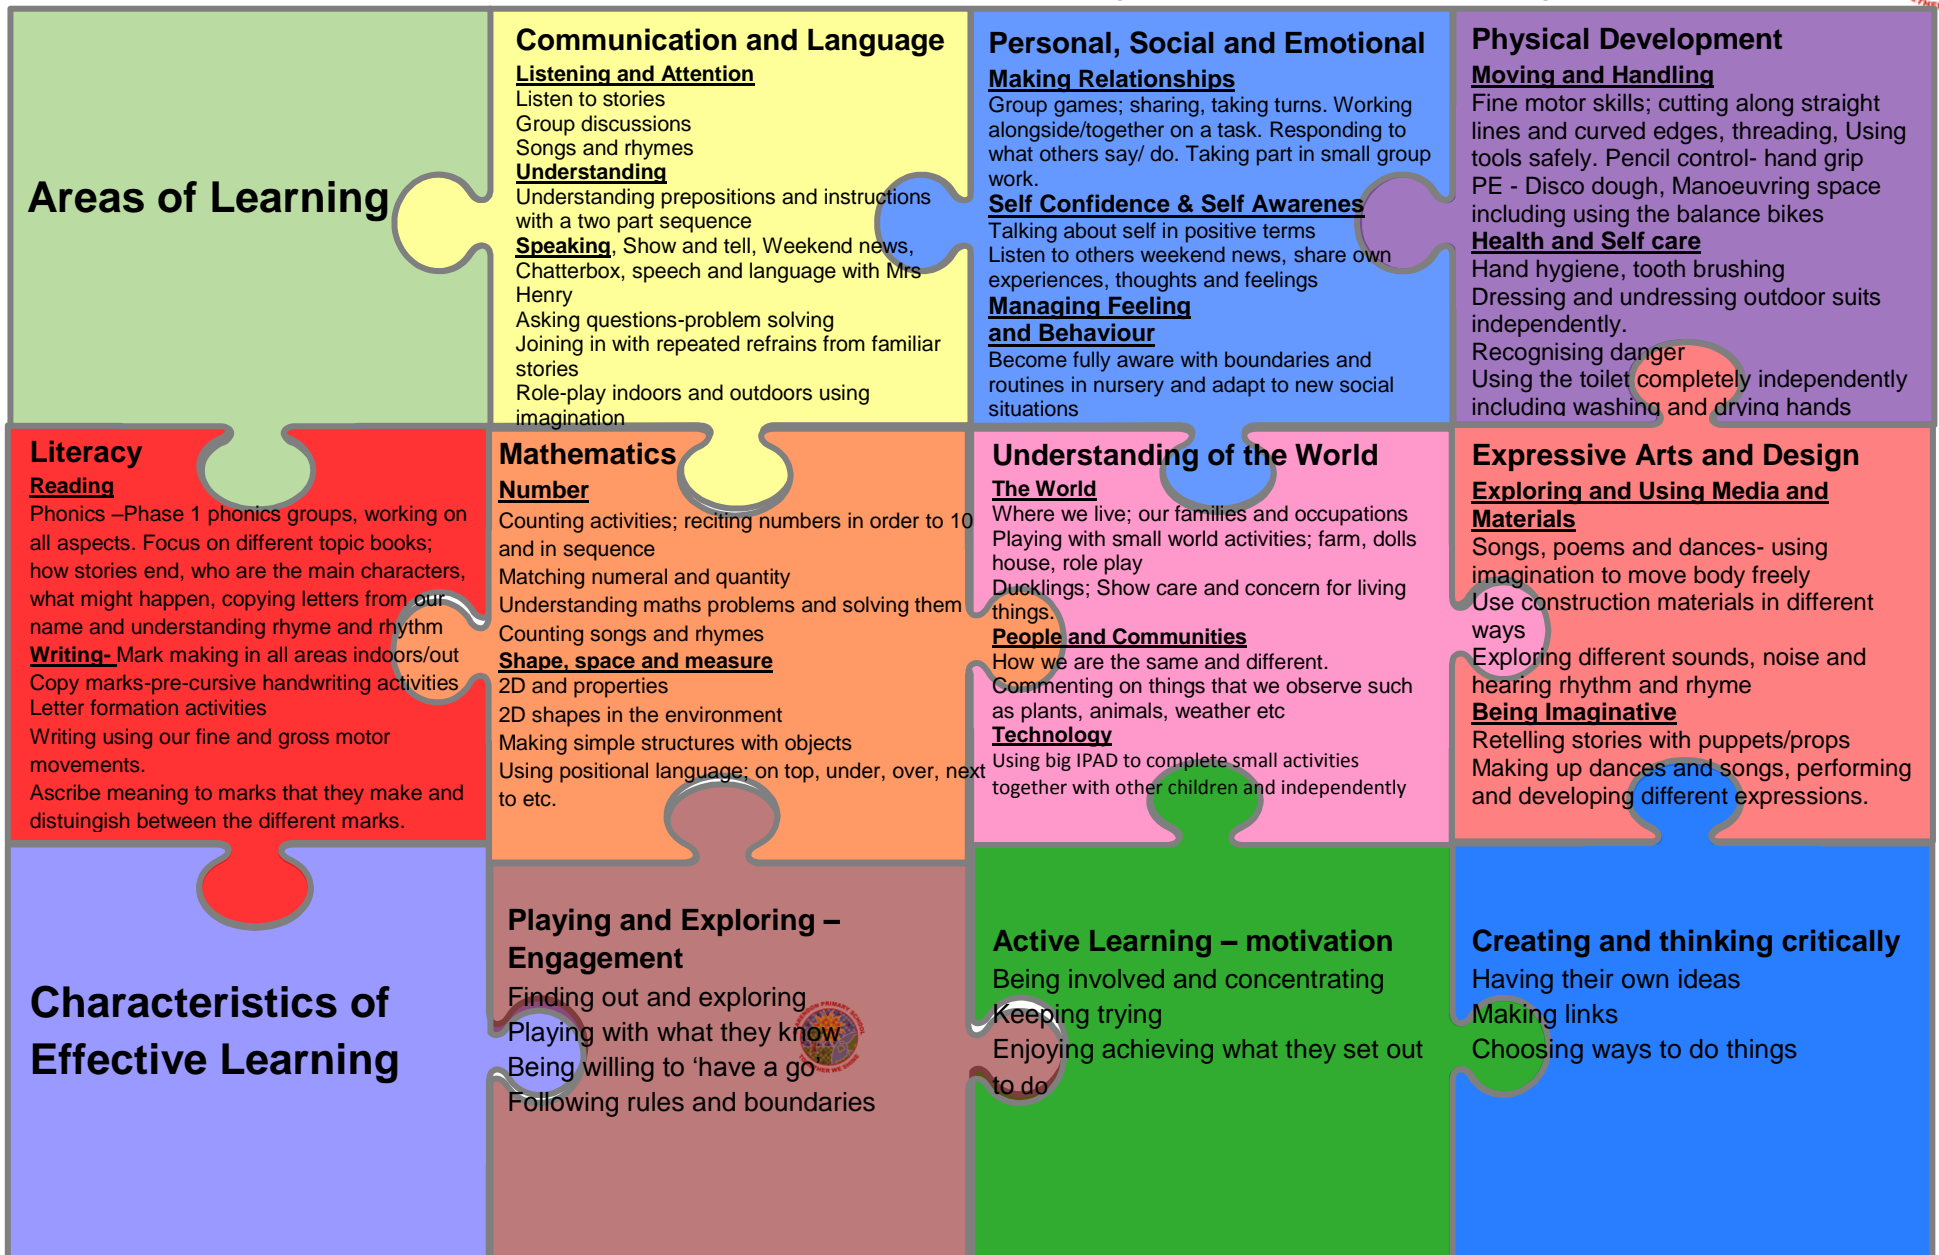 Areas of Learning
Communication and Language
Listening and Attention
Listen to stories
Group discussions
Songs and rhymes
Understanding
Understanding prepositions and instructions
with a two part sequence
Speaking, Show and tell, Weekend news,
Chatterbox, speech and language with Mrs
Henry
Asking questions-problem solving
Joining in with repeated refrains from familiar
stories
Role-play indoors and outdoors using
imagination
Personal, Social and Emotional
Making Relationships
Group games; sharing, taking turns. Working
alongside/together on a task. Responding to
what others say/ do. Taking part in small group
work.
Self Confidence & Self Awarenes
Talking about self in positive terms
Listen to others weekend news, share own
experiences, thoughts and feelings
Managing Feeling
and Behaviour
Become fully aware with boundaries and
routines in nursery and adapt to new social
situations
Physical Development
Moving and Handling
Fine motor skills; cutting along straight
lines and curved edges, threading, Using
tools safely. Pencil control- hand grip
PE - Disco dough, Manoeuvring space
including using the balance bikes
Health and Self care
Hand hygiene, tooth brushing
Dressing and undressing outdoor suits
independently.
Recognising danger
Using the toilet completely independently
including washing and drying hands
Literacy
Reading
Phonics –Phase 1 phonics groups, working on
all aspects. Focus on different topic books;
how stories end, who are the main characters,
what might happen, copying letters from our
name and understanding rhyme and rhythm
Writing- Mark making in all areas indoors/out
Copy marks-pre-cursive handwriting activities
Letter formation activities
Writing using our fine and gross motor
movements.
Ascribe meaning to marks that they make and
distuingish between the different marks.
Mathematics
Number
Counting activities; reciting numbers in order to 10
and in sequence
Matching numeral and quantity
Understanding maths problems and solving them
Counting songs and rhymes
Shape, space and measure
2D and properties
2D shapes in the environment
Making simple structures with objects
Using positional language; on top, under, over, next
to etc.
Understanding of the World
The World
Where we live; our families and occupations
Playing with small world activities; farm, dolls
house, role play
Ducklings; Show care and concern for living
things.
People and Communities
How we are the same and different.
Commenting on things that we observe such
as plants, animals, weather etc
Technology
Using big IPAD to complete small activities
together with other children and independently
Expressive Arts and Design
Exploring and Using Media and
Materials
Songs, poems and dances- using
imagination to move body freely
Use construction materials in different
ways
Exploring different sounds, noise and
hearing rhythm and rhyme
Being Imaginative
Retelling stories with puppets/props
Making up dances and songs, performing
and developing different expressions.
Characteristics of
Effective Learning
Playing and Exploring –
Engagement
Finding out and exploring
Playing with what they know
Being willing to ‘have a go’
Following rules and boundaries
PRIMARY SCHOOL
WE SHINE
Active Learning – motivation
Being involved and concentrating
Keeping trying
Enjoying achieving what they set out
to do
Creating and thinking critically
Having their own ideas
Making links
Choosing ways to do things